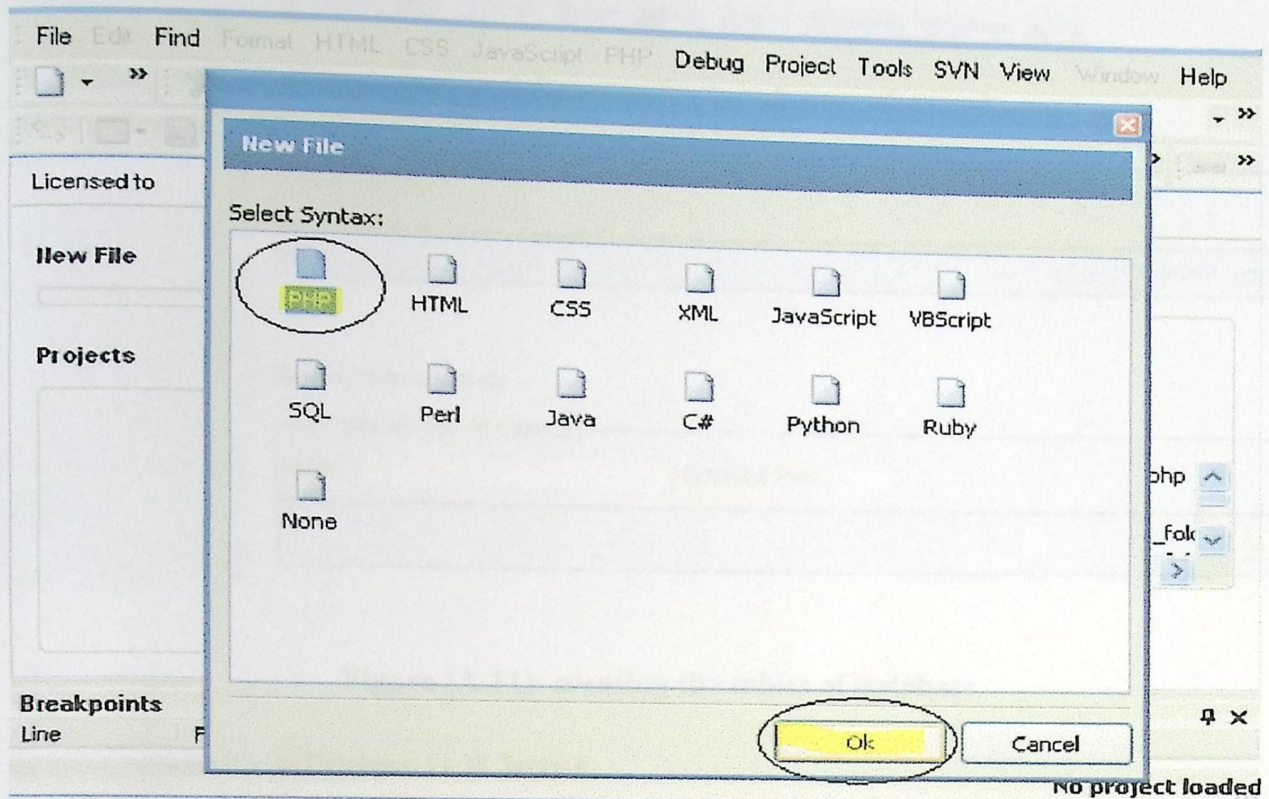 File Edit Find Format HTML CSS JavaScript PHP Debug Project Tools SVN View Window Help
New File
Licensed to
Select Syntax:
New File
PHP HTML CSS XML JavaScript VBScript
Projects
SQL Perl Java C# Python Ruby
php
None
_fold
Breakpoints
Line F
Ok Cancel
No project loaded